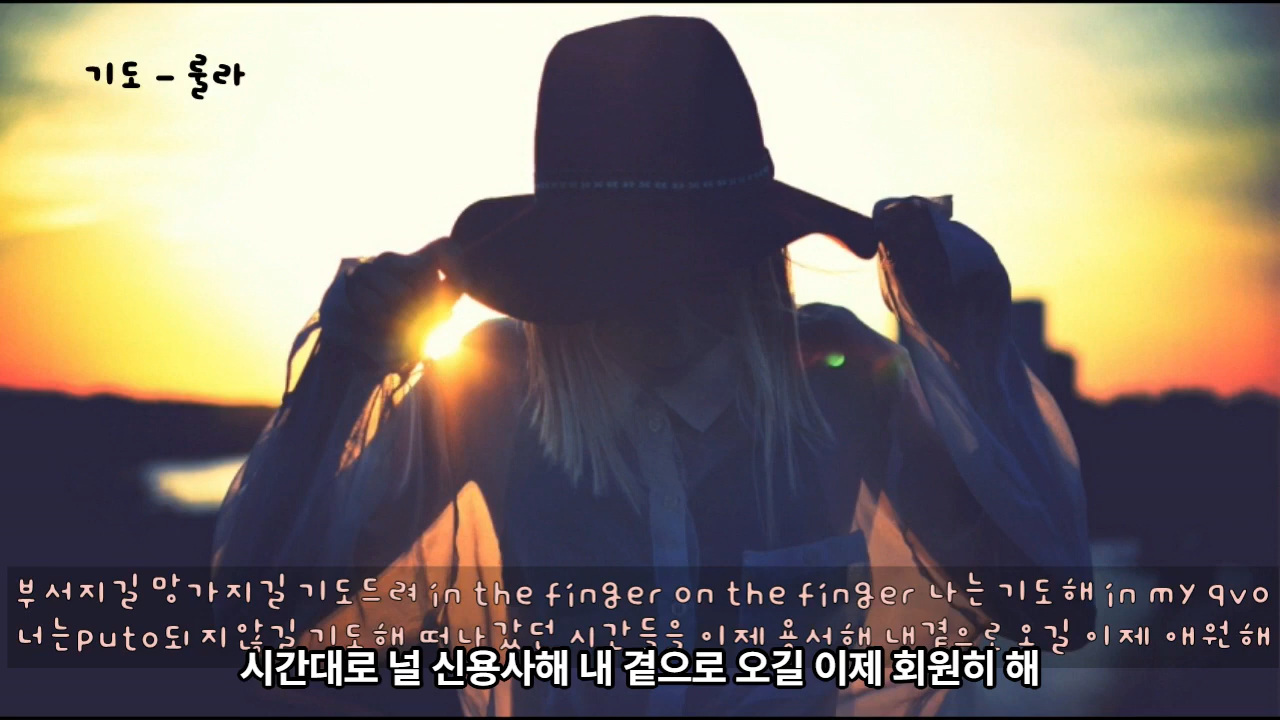 기도 - 룰라
부서지길 망가지길 기도드려 in the finger on the finger 나는 기도해 in my qvo
너는puto되지않길 기도해 떠나갔던 시간들을 이제 용서해 내곁으로 오길 이제 애원해
시간대로 널 신용사해 내 곁으로 오길 이제 회원히 해